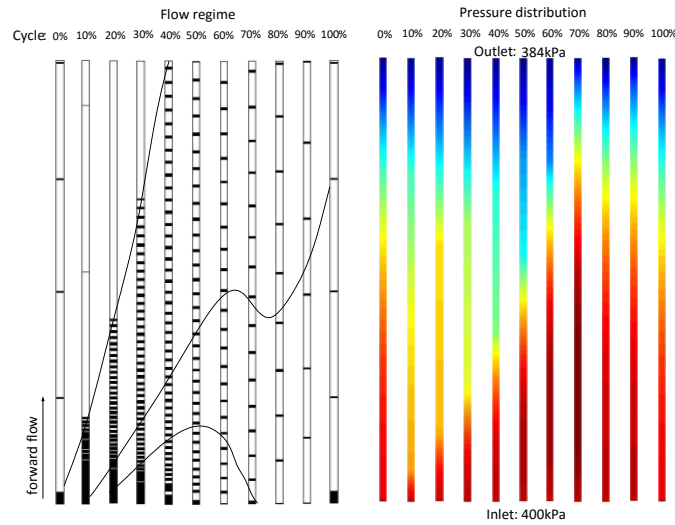 Flow regime
Pressure distribution
Cycle: 0% 10% 20% 30% 40% 50% 60% 70% 80% 90% 100%
0% 10% 20% 30% 40% 50% 60% 70% 80% 90% 100%
Outlet: 384kPa
forward flow
Inlet: 400kPa